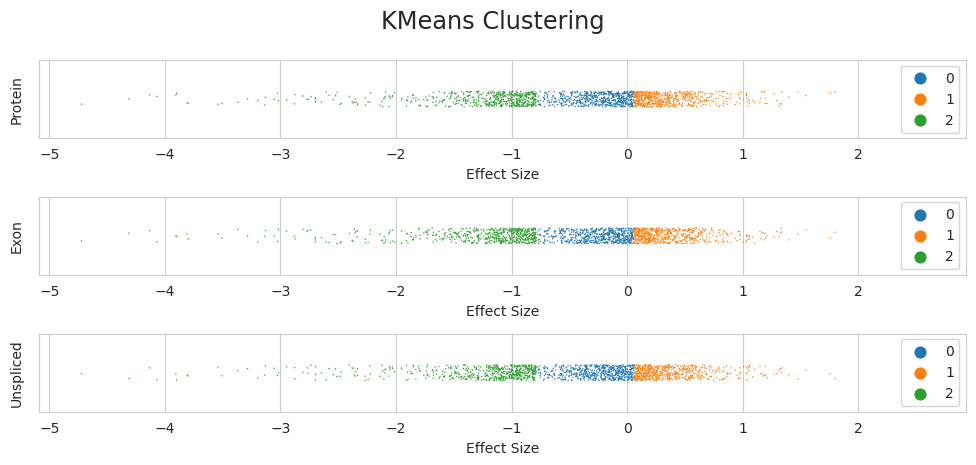 KMeans Clustering
Protein
0
1
2
−5 −4 −3 −2 −1 0 1 2
Effect Size
Exon
0
1
2
−5 −4 −3 −2 −1 0 1 2
Effect Size
Unspliced
0
1
2
−5 −4 −3 −2 −1 0 1 2
Effect Size